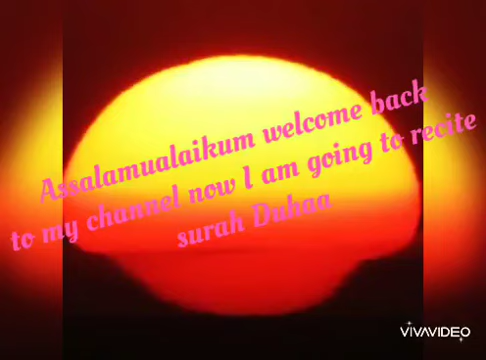 Assalamualaikum welcome back
to my channel now I am going to recite
surah Duhaa
VIVAVIDEO